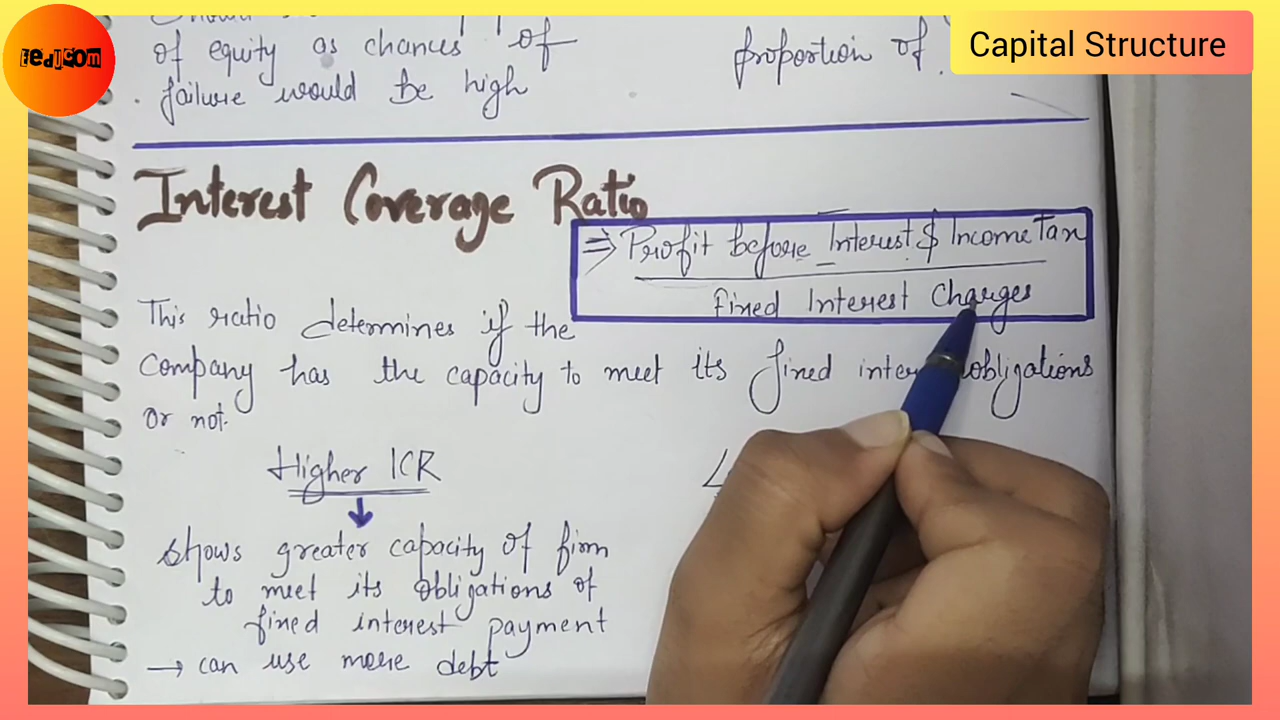 EeduCom
Capital Structure
of equity as chances of
failure would be high
proportion of
Interest Coverage Ratio
⇒ Profit before Interest & Income Tax
Fixed Interest Charges
This ratio determines if the
company has the capacity to meet its fixed obligations
or not.
Higher ICR
↓
shows greater capacity of firm
to meet its obligations of
fixed interest payment
→ can use more debt